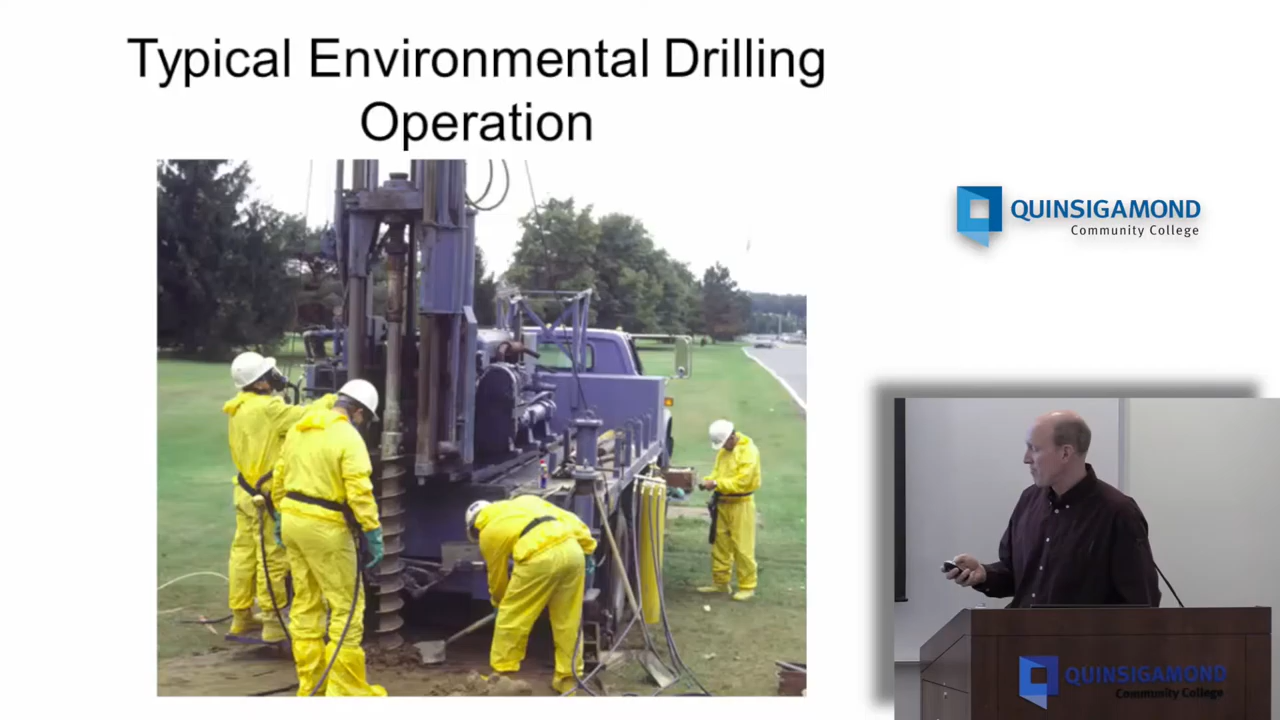 Typical Environmental Drilling
Operation
QUINSIGAMOND
Community College
QUINSIGAMOND
Community College